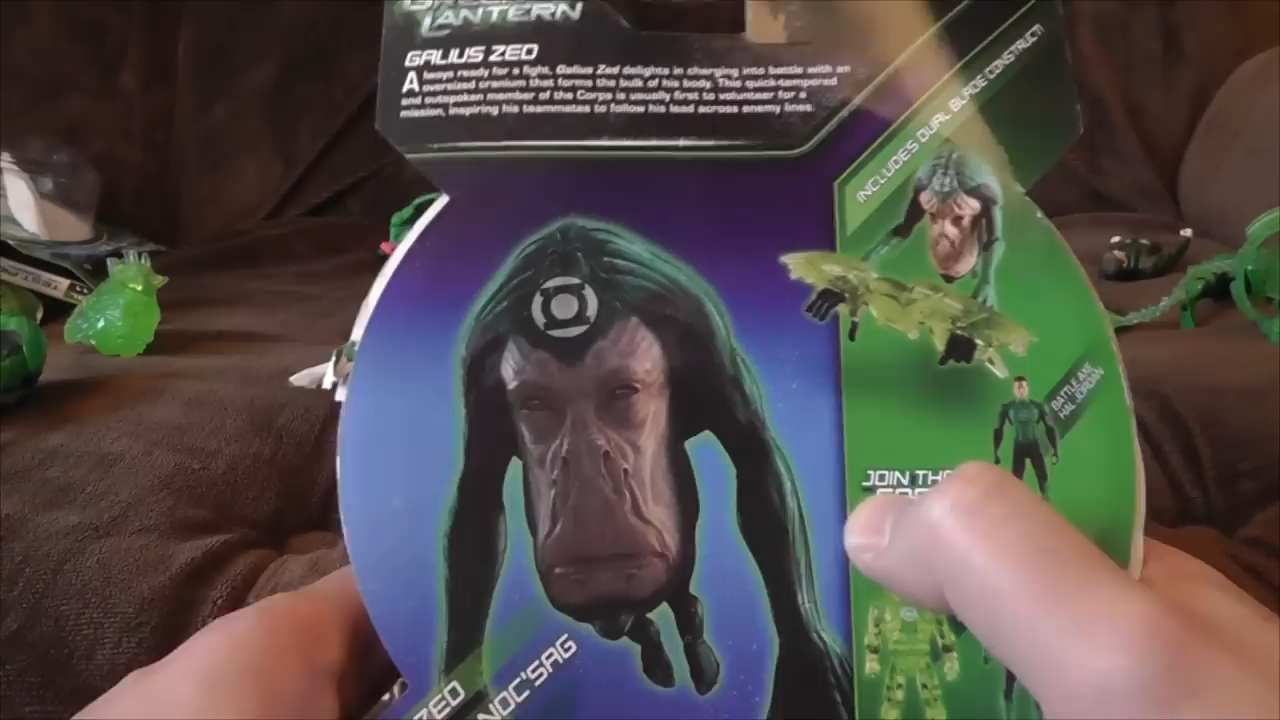 LANTERN
GALIUS ZED
Always ready for a fight, Galius Zed delights in charging into battle with an
oversized cranium that forms the bulk of his body. This quick-tempered
and outspoken member of the Corps is usually first to volunteer for a
mission, inspiring his teammates to follow his lead across enemy lines.
INCLUDES DUAL BLADE CONSTRUCT!
BATTLE AXE
HAL JORDAN
JOIN THE
ZED
NOC'SAG